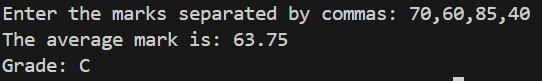 Enter the marks separated by commas: 70,60,85,40
The average mark is: 63.75
Grade: C